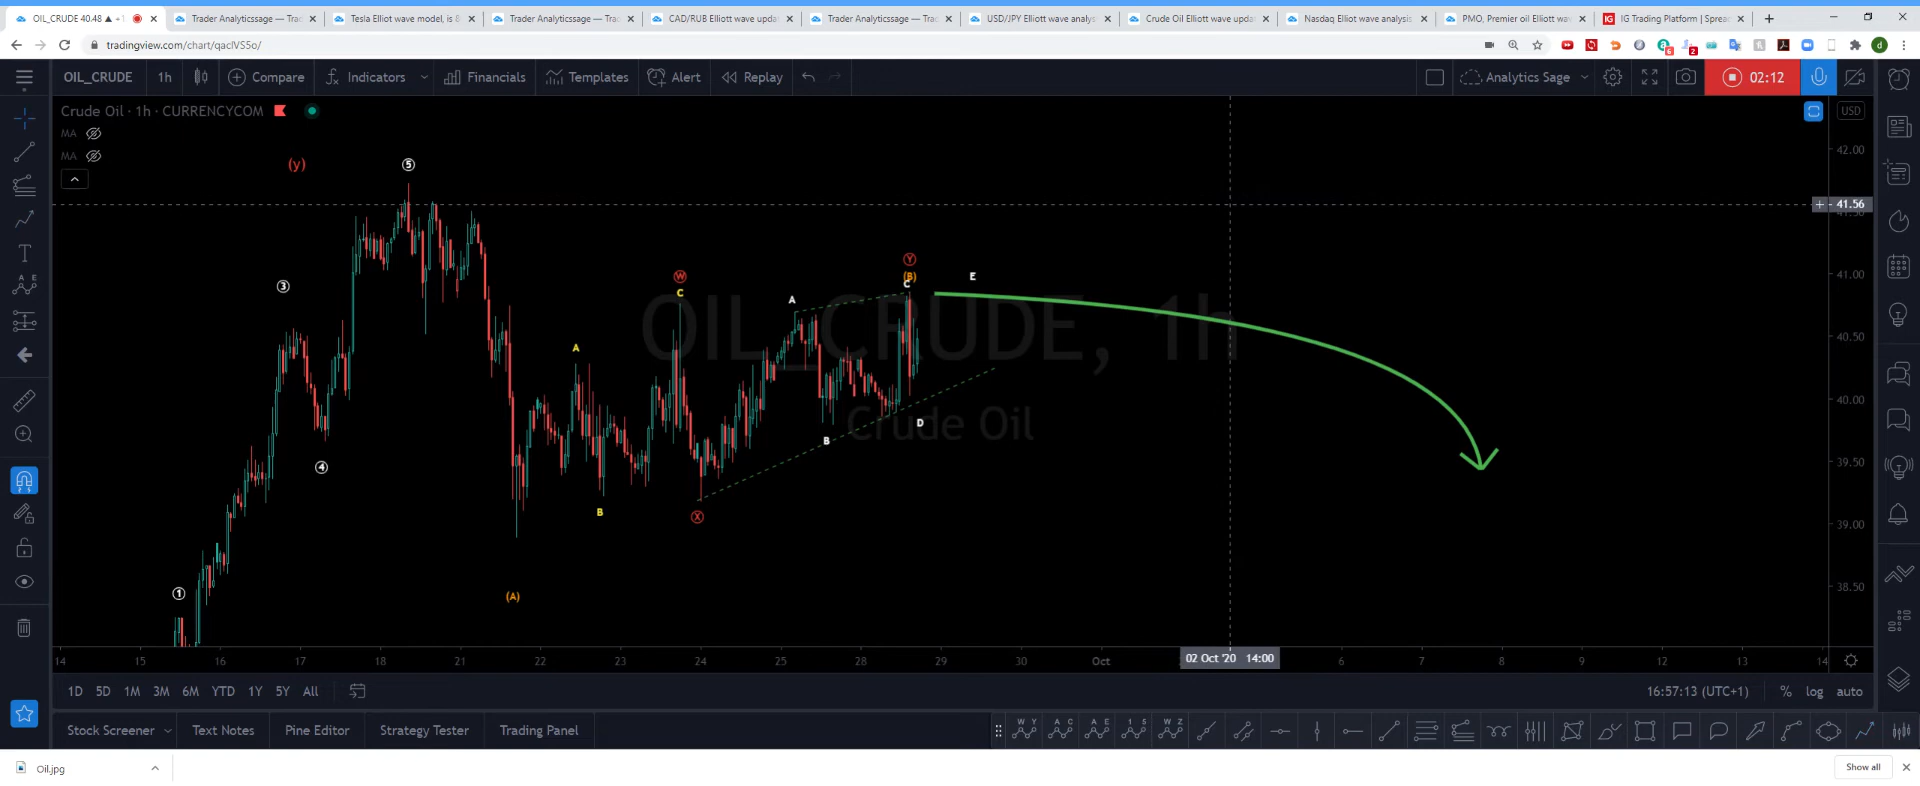 OIL_CRUDE 40.48 ▲ +1
Trader Analyticssage — Trad
Tesla Elliot wave model, is it
Trader Analyticssage — Trad
CAD/RUB Elliott wave updat
Trader Analyticssage — Trad
USD/JPY Elliott wave analys
Crude Oil Elliott wave updat
Nasdaq Elliot wave analysis
PMO, Premier oil Elliott wav
IG Trading Platform | Sprea
tradingview.com/chart/qaclVS5o/
OIL_CRUDE 1h Compare Indicators Financials Templates Alert Replay Analytics Sage 02:12
Crude Oil · 1h · CURRENCYCOM USD
MA
MA
42.00
(y) 5
41.56
W Y
(B)
C C E 41.00
3 A
A 40.50
40.00
B D
4 39.50
B X 39.00
1 (A) 38.50
OIL_CRUDE, 1h
Crude Oil
14 15 16 17 18 21 22 23 24 25 28 29 30 Oct 02 Oct '20 14:00 6 7 8 9 12 13 14
1D 5D 1M 3M 6M YTD 1Y 5Y All 16:57:13 (UTC+1) % log auto
Stock Screener Text Notes Pine Editor Strategy Tester Trading Panel
W Y A C A E 1 5 W Z
Oil.jpg Show all